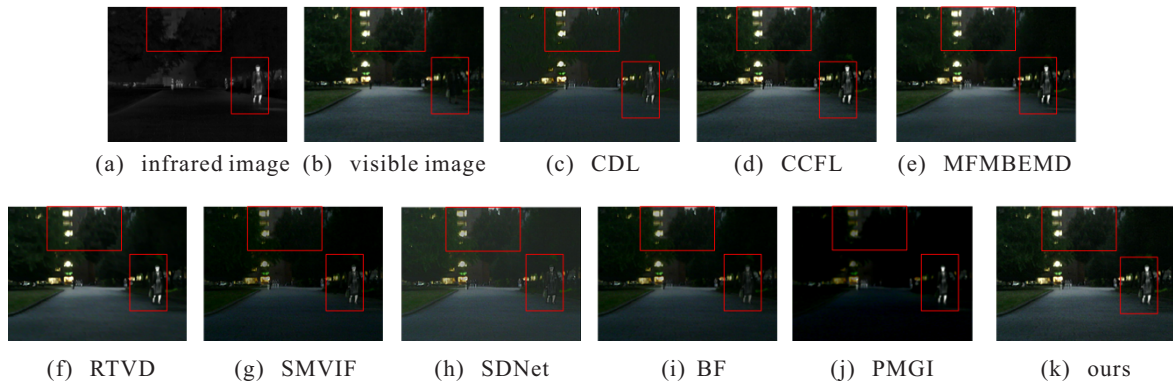 (a) infrared image (b) visible image (c) CDL (d) CCFL (e) MFMBEMD
(f) RTVD (g) SMVIF (h) SDNet (i) BF (j) PMGI (k) ours